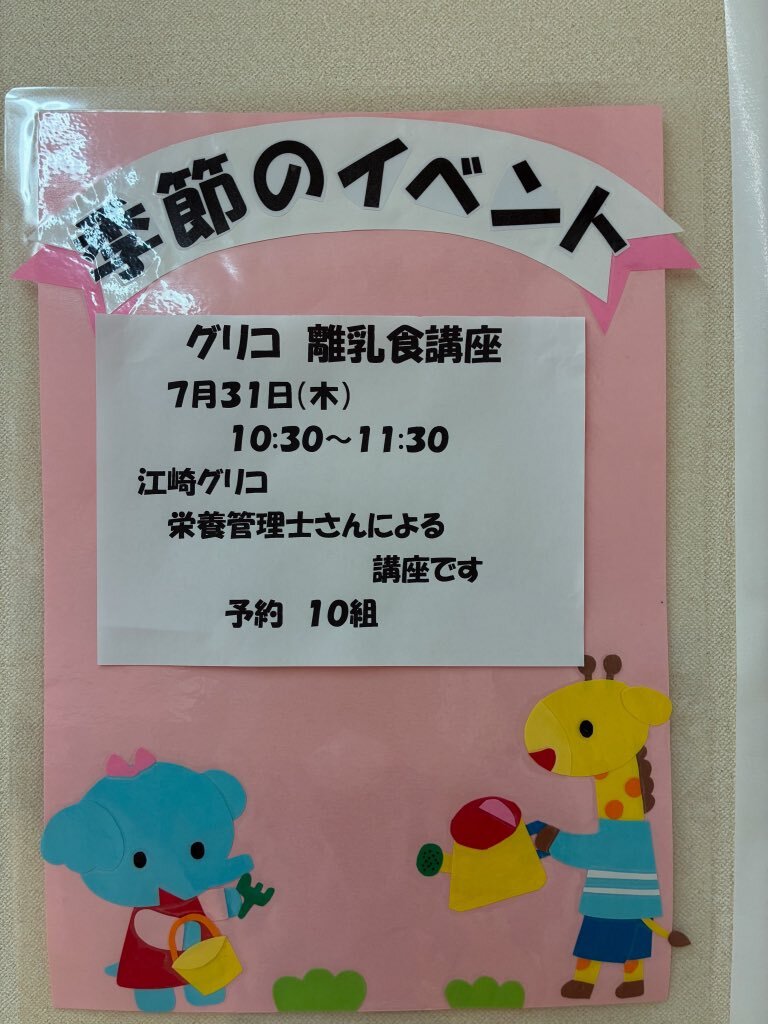 季節のイベント
グリコ 離乳食講座
7月31日(木)
10:30～11:30
江崎グリコ
栄養管理士さんによる
講座です
予約 10組